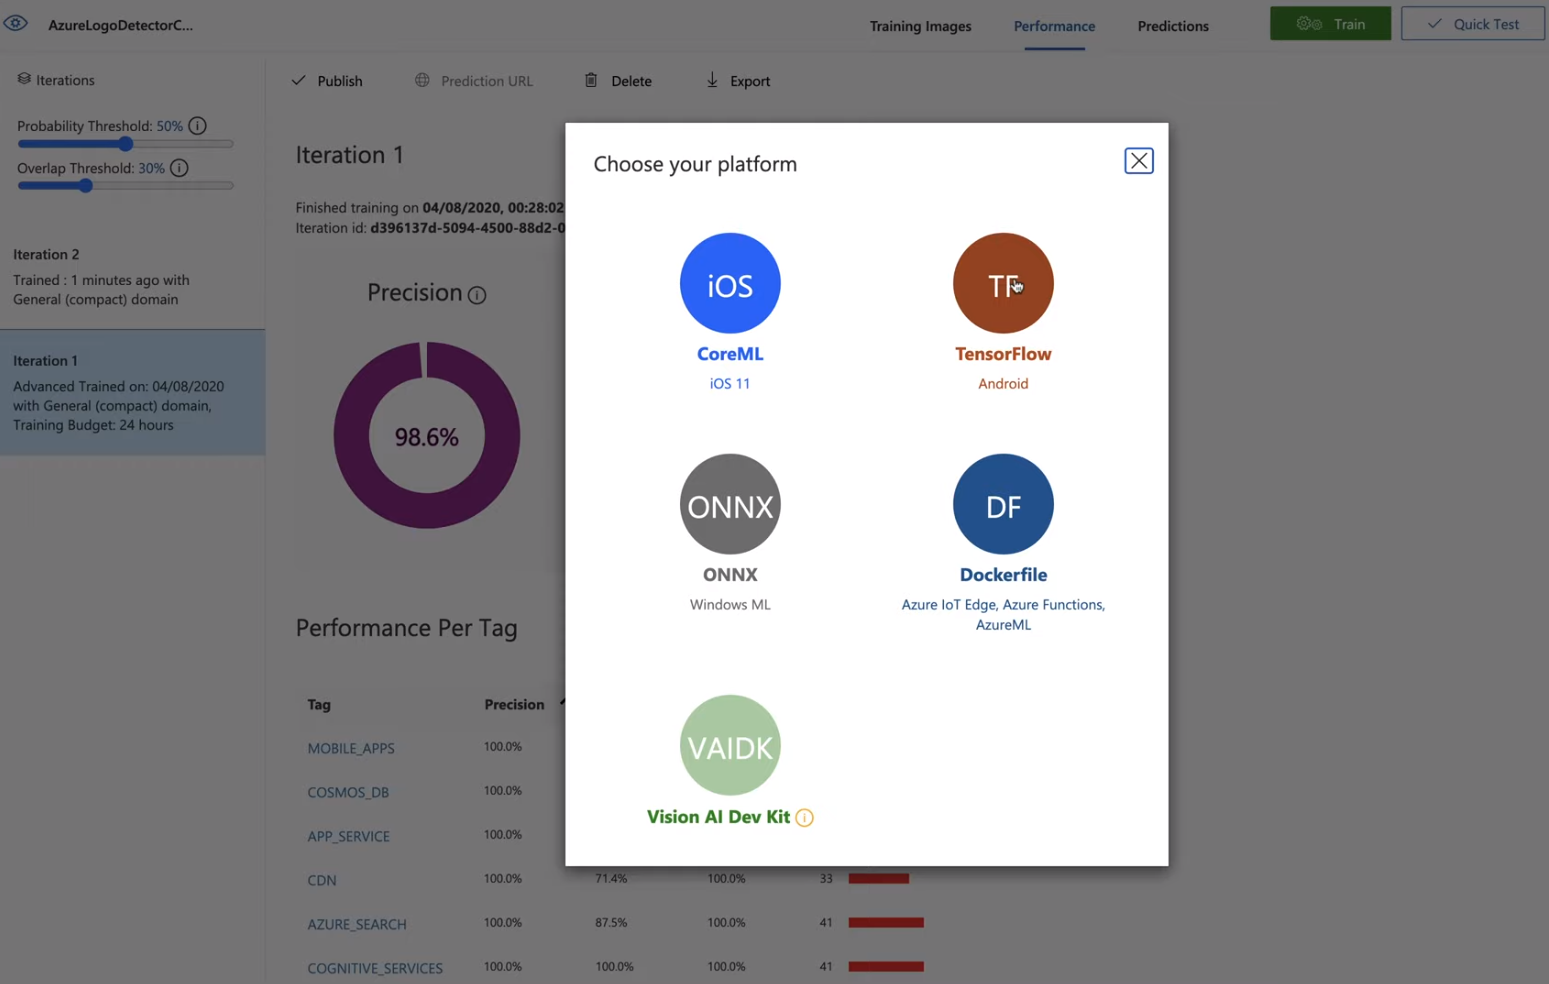 AzureLogoDetectorC...
Training Images
Performance
Predictions
Train
Quick Test
Iterations
Probability Threshold: 50%
Overlap Threshold: 30%
Iteration 2
Trained : 1 minutes ago with
General (compact) domain
Iteration 1
Advanced Trained on: 04/08/2020
with General (compact) domain,
Training Budget: 24 hours
Publish
Prediction URL
Delete
Export
Iteration 1
Finished training on 04/08/2020, 00:28:02
Iteration id: d396137d-5094-4500-88d2-0
Precision
98.6%
Performance Per Tag
Tag Precision
MOBILE_APPS 100.0%
COSMOS_DB 100.0%
APP_SERVICE 100.0%
CDN 100.0% 71.4% 100.0% 33
AZURE_SEARCH 100.0% 87.5% 100.0% 41
COGNITIVE_SERVICES 100.0% 100.0% 100.0% 41
Choose your platform
iOS
CoreML
iOS 11
TF
TensorFlow
Android
ONNX
ONNX
Windows ML
DF
Dockerfile
Azure IoT Edge, Azure Functions,
AzureML
VAIDK
Vision AI Dev Kit